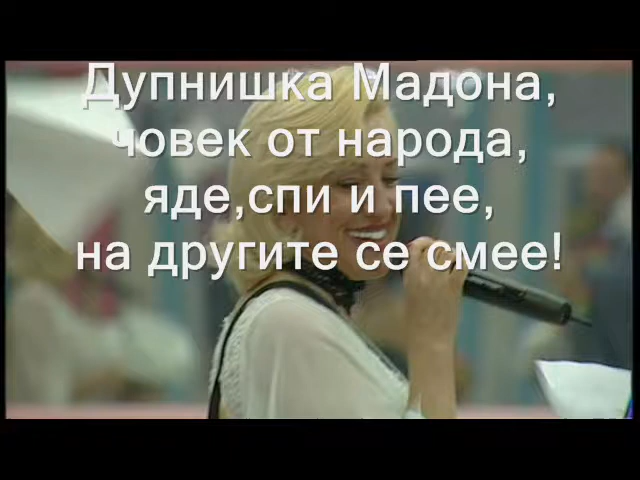 Дупнишка Мадона,
човек от народа,
яде,спи и пее,
на другите се смее!